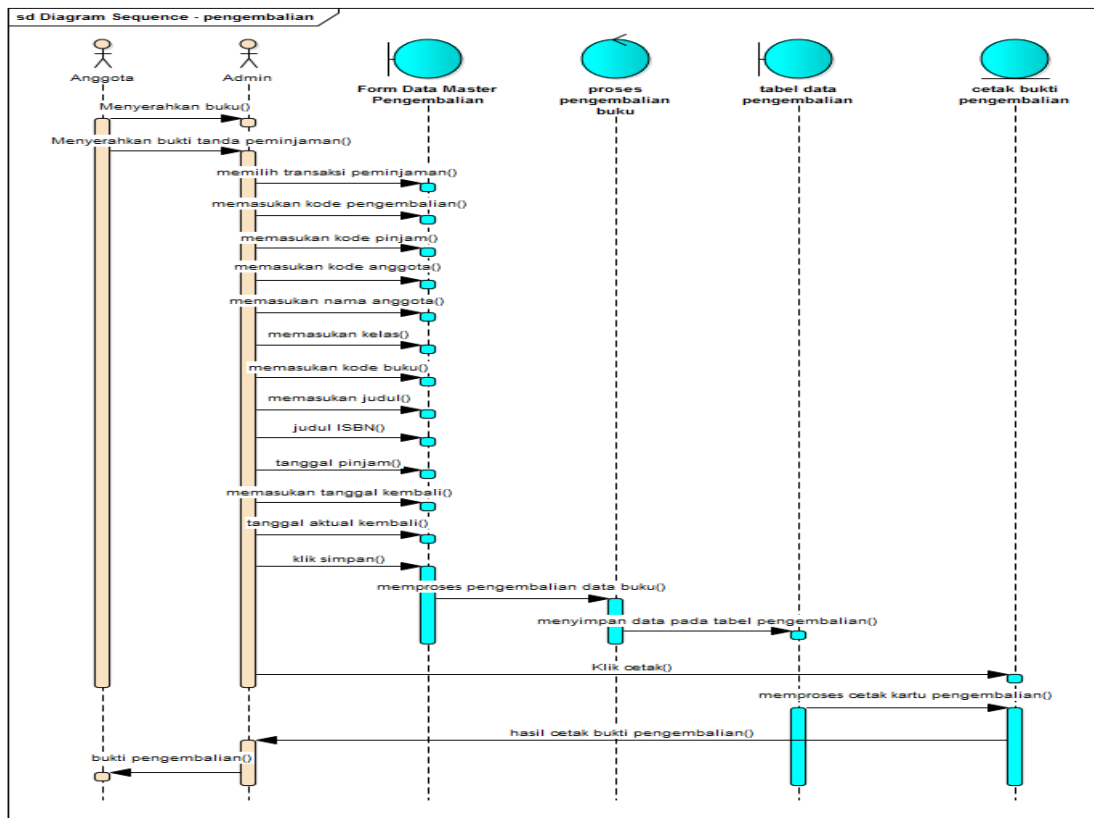 sd Diagram Sequence - pengembalian
Anggota
Admin
Form Data Master
Pengembalian
proses
pengembalian
buku
tabel data
pengembalian
cetak bukti
pengembalian
Menyerahkan buku()
Menyerahkan bukti tanda peminjaman()
memilih transaksi peminjaman()
memasukan kode pengembalian()
memasukan kode pinjam()
memasukan kode anggota()
memasukan nama anggota()
memasukan kelas()
memasukan kode buku()
memasukan judul()
judul ISBN()
tanggal pinjam()
memasukan tanggal kembali()
tanggal aktual kembali()
klik simpan()
memproses pengembalian data buku()
menyimpan data pada tabel pengembalian()
Klik cetak()
memproses cetak kartu pengembalian()
hasil cetak bukti pengembalian()
bukti pengembalian()